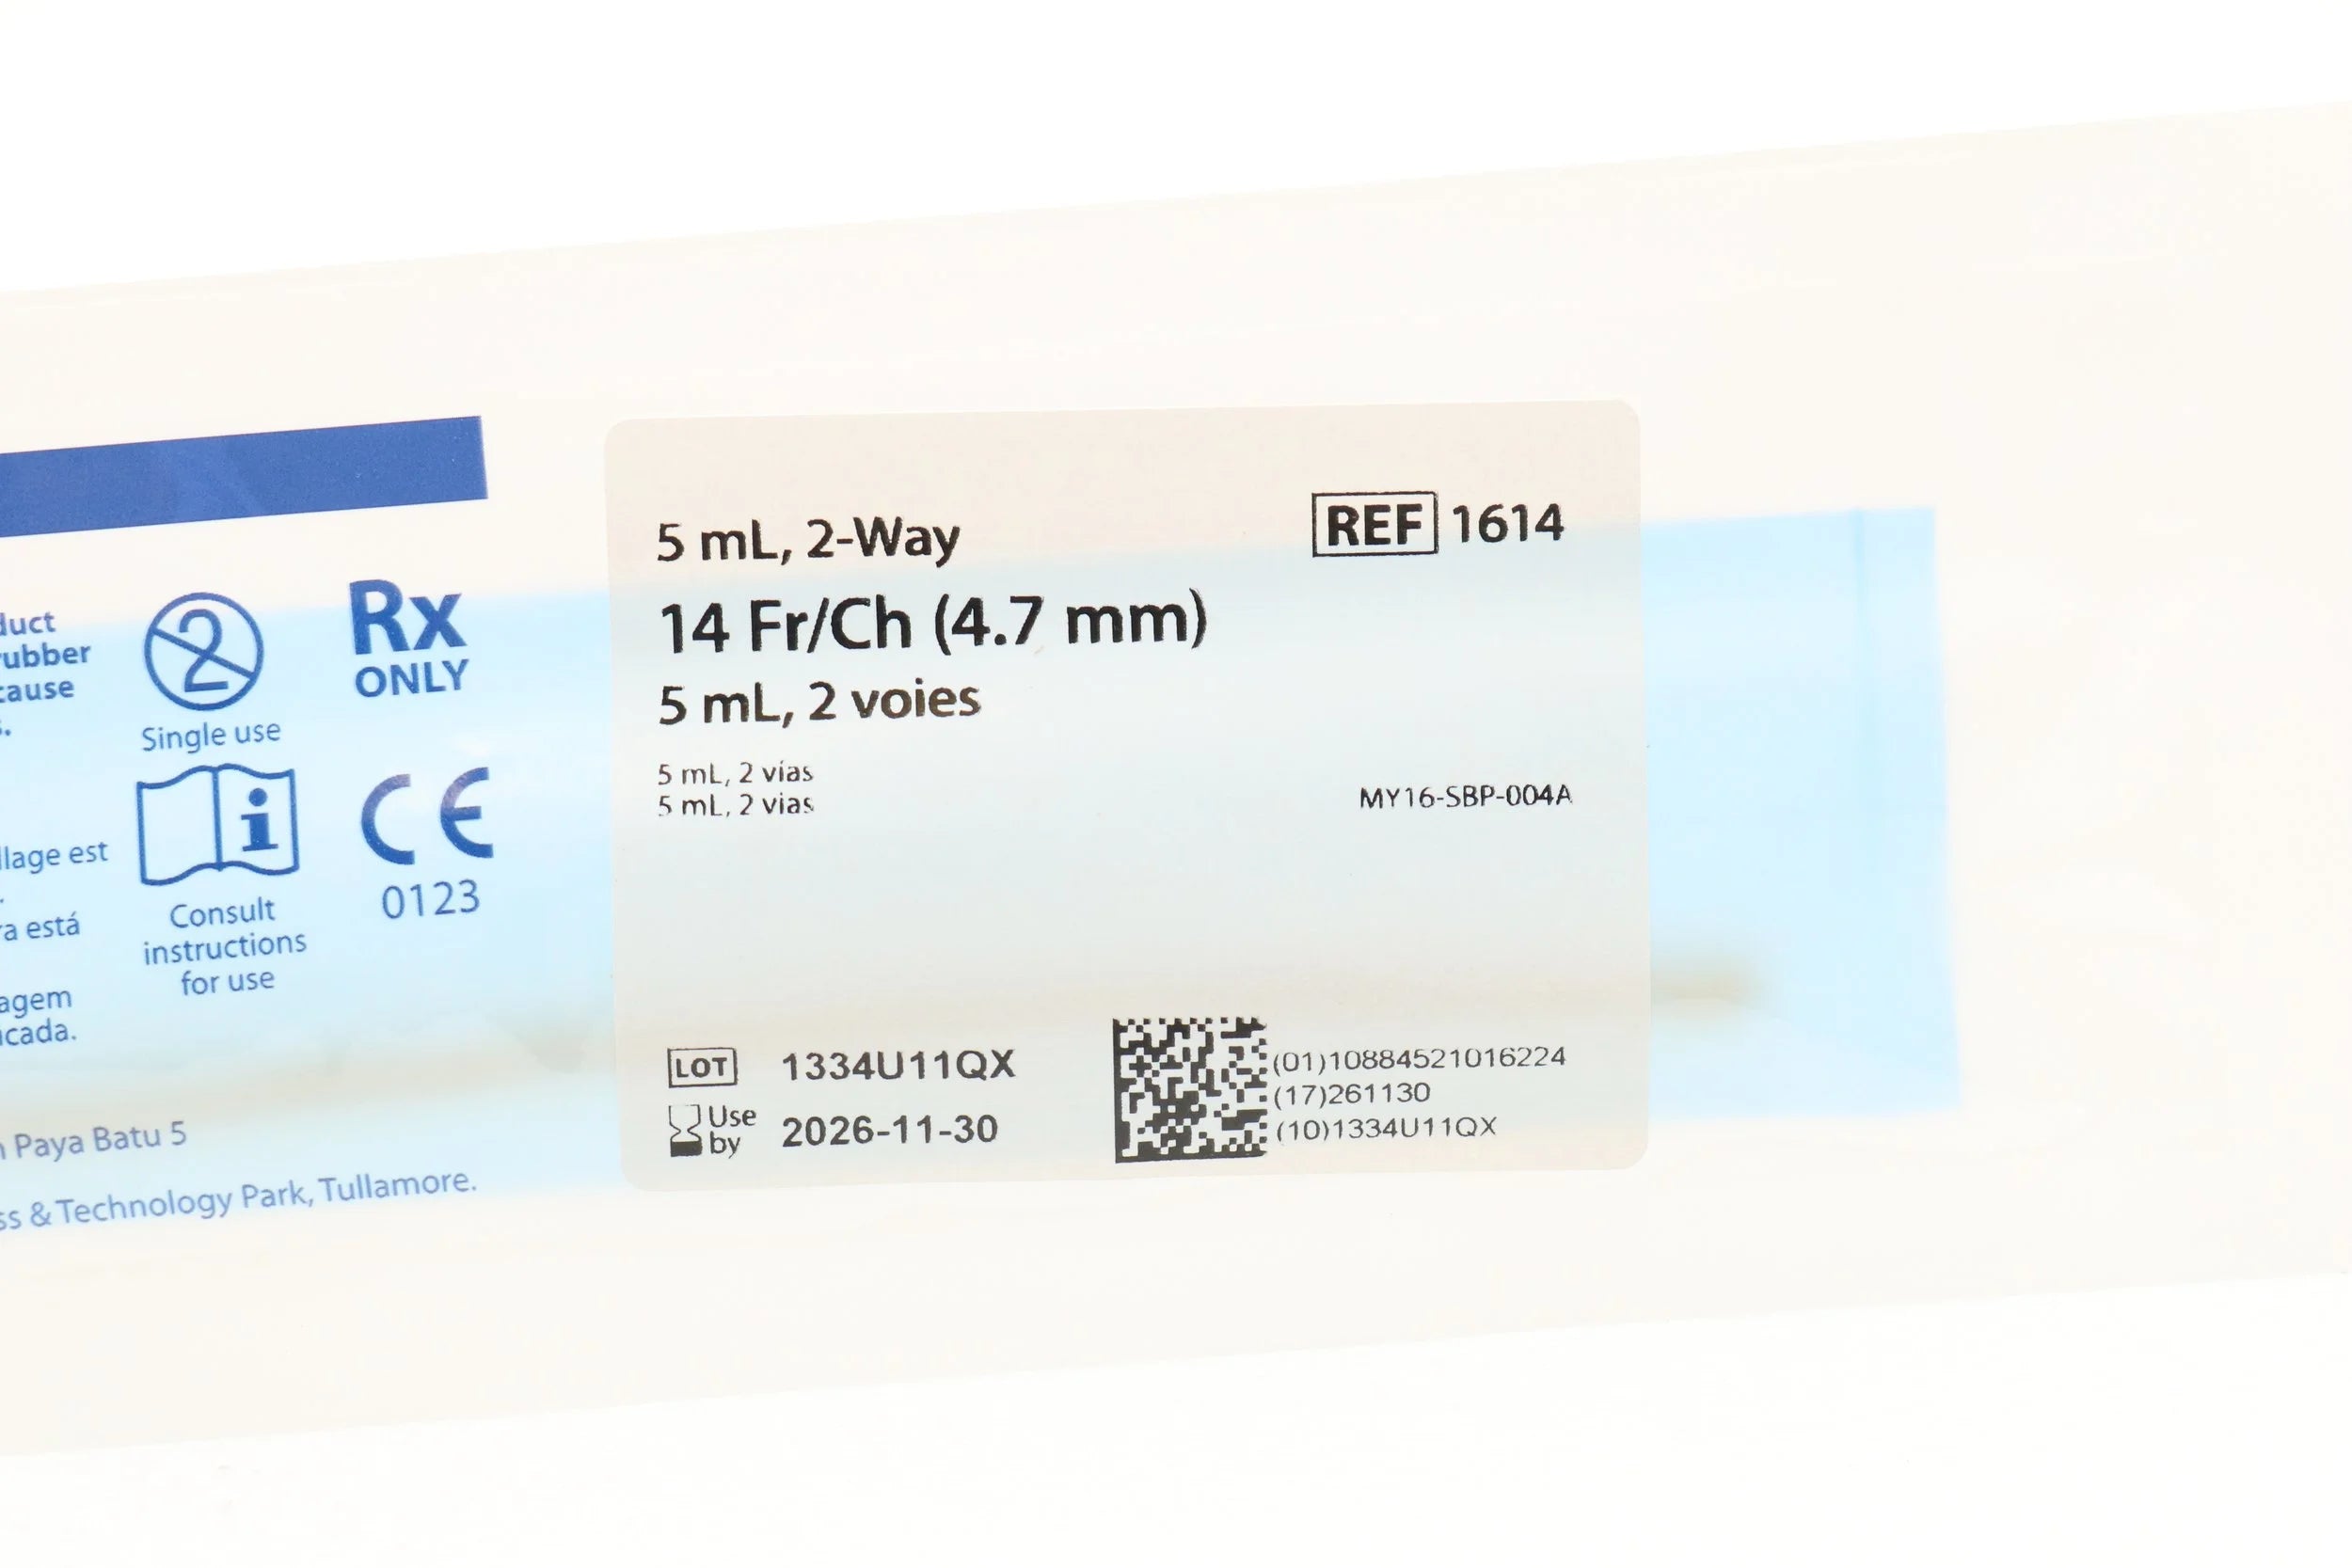 duct
rubber
cause
s.
2
Single use
Rx
ONLY
llage est
a está
agem
icada.
i
Consult
instructions
for use
CE
0123
Paya Batu 5
ss & Technology Park, Tullamore.
5 mL, 2-Way
REF 1614
14 Fr/Ch (4.7 mm)
5 mL, 2 voies
5 mL, 2 vías
5 mL, 2 vias
MY16-SBP-004A
LOT 1334U11QX
Use
by 2026-11-30
(01)10884521016224
(17)261130
(10)1334U11QX